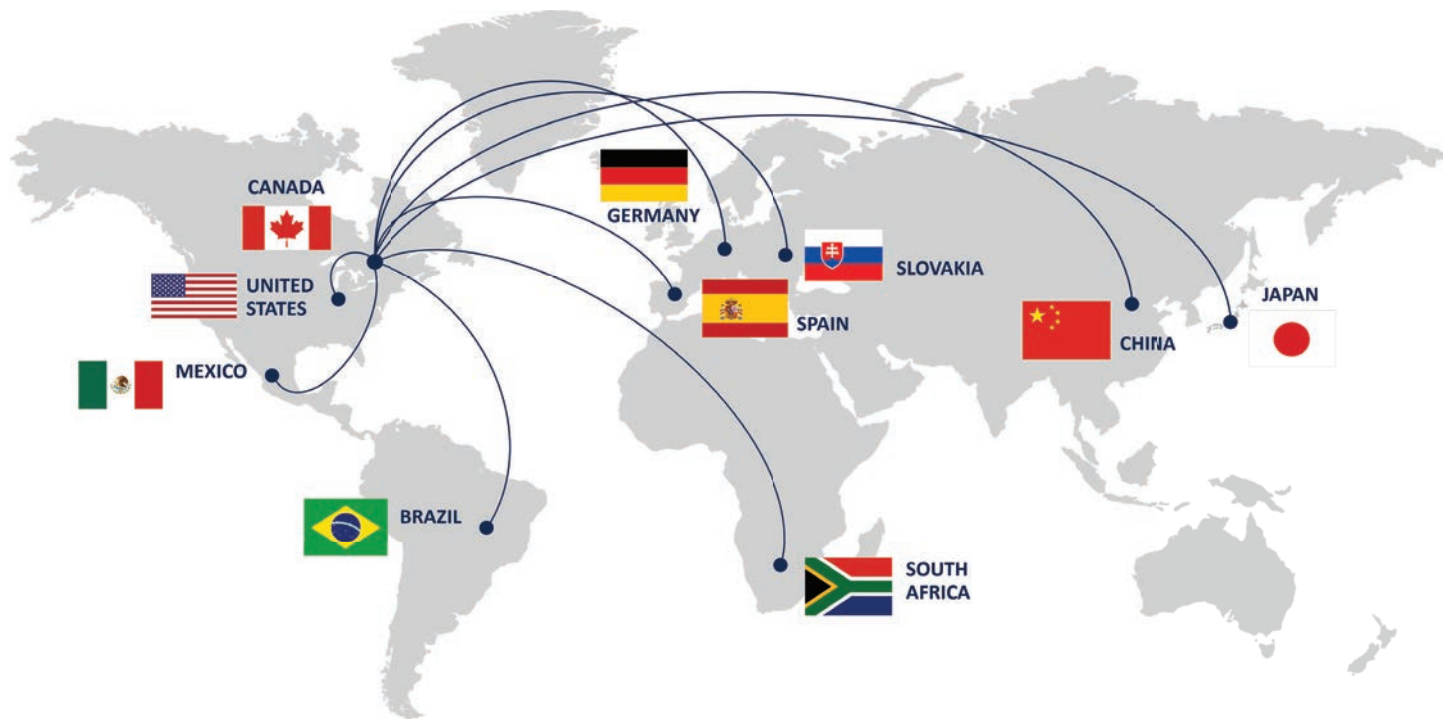 CANADA
UNITED
STATES
MEXICO
BRAZIL
GERMANY
SLOVAKIA
SPAIN
CHINA
JAPAN
SOUTH
AFRICA